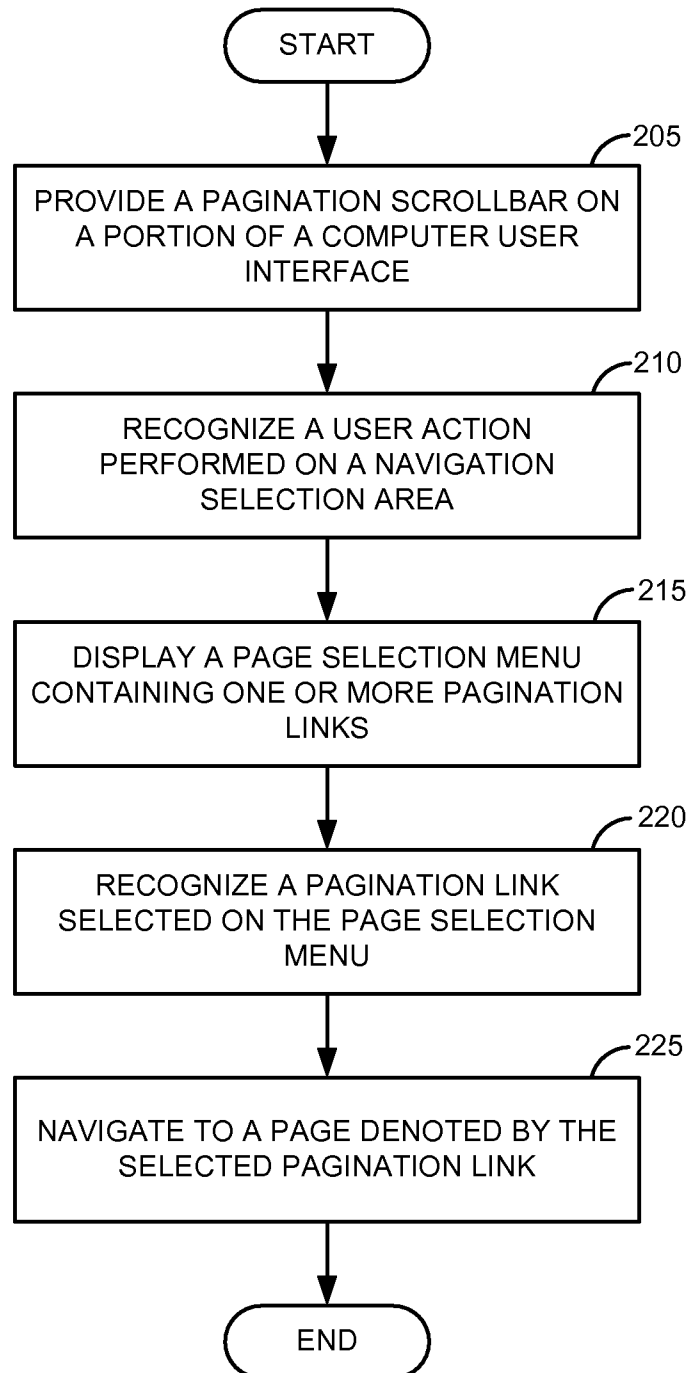 START
205
PROVIDE A PAGINATION SCROLLBAR ON
A PORTION OF A COMPUTER USER
INTERFACE
210
RECOGNIZE A USER ACTION
PERFORMED ON A NAVIGATION
SELECTION AREA
215
DISPLAY A PAGE SELECTION MENU
CONTAINING ONE OR MORE PAGINATION
LINKS
220
RECOGNIZE A PAGINATION LINK
SELECTED ON THE PAGE SELECTION
MENU
225
NAVIGATE TO A PAGE DENOTED BY THE
SELECTED PAGINATION LINK
END